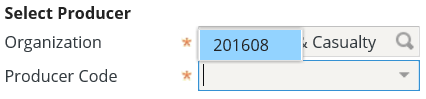 Select Producer
Organization * 201608 & Casualty
Producer Code *